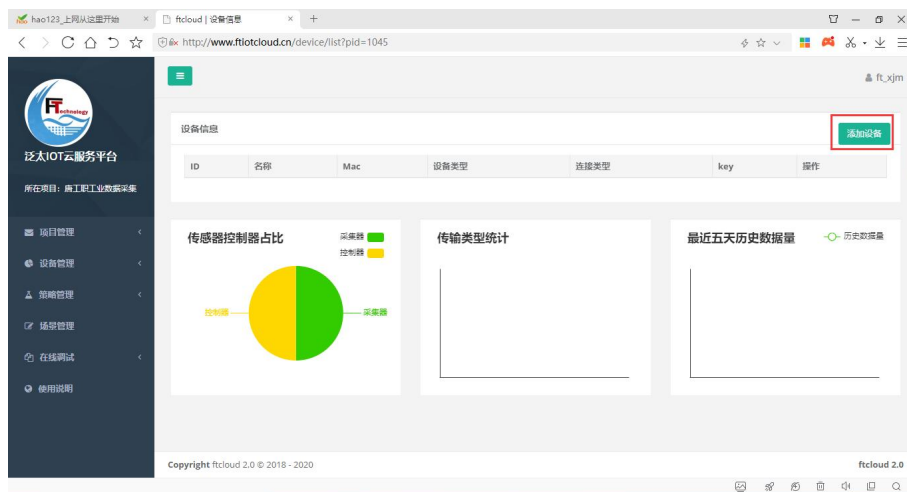 hao123_上网从这里开始
ftcloud | 设备信息
http://www.ftiotcloud.cn/device/list?pid=1045
ft_xjm
FTechnology
泛太IOT云服务平台
所在项目：唐工职工业数据采集
项目管理
设备管理
策略管理
场景管理
在线调试
使用说明
设备信息
添加设备
ID 名称 Mac 设备类型 连接类型 key 操作
传感器控制器占比
采集器
控制器
控制器
采集器
传输类型统计
最近五天历史数据量
历史数据量
Copyright ftcloud 2.0 © 2018 - 2020
ftcloud 2.0